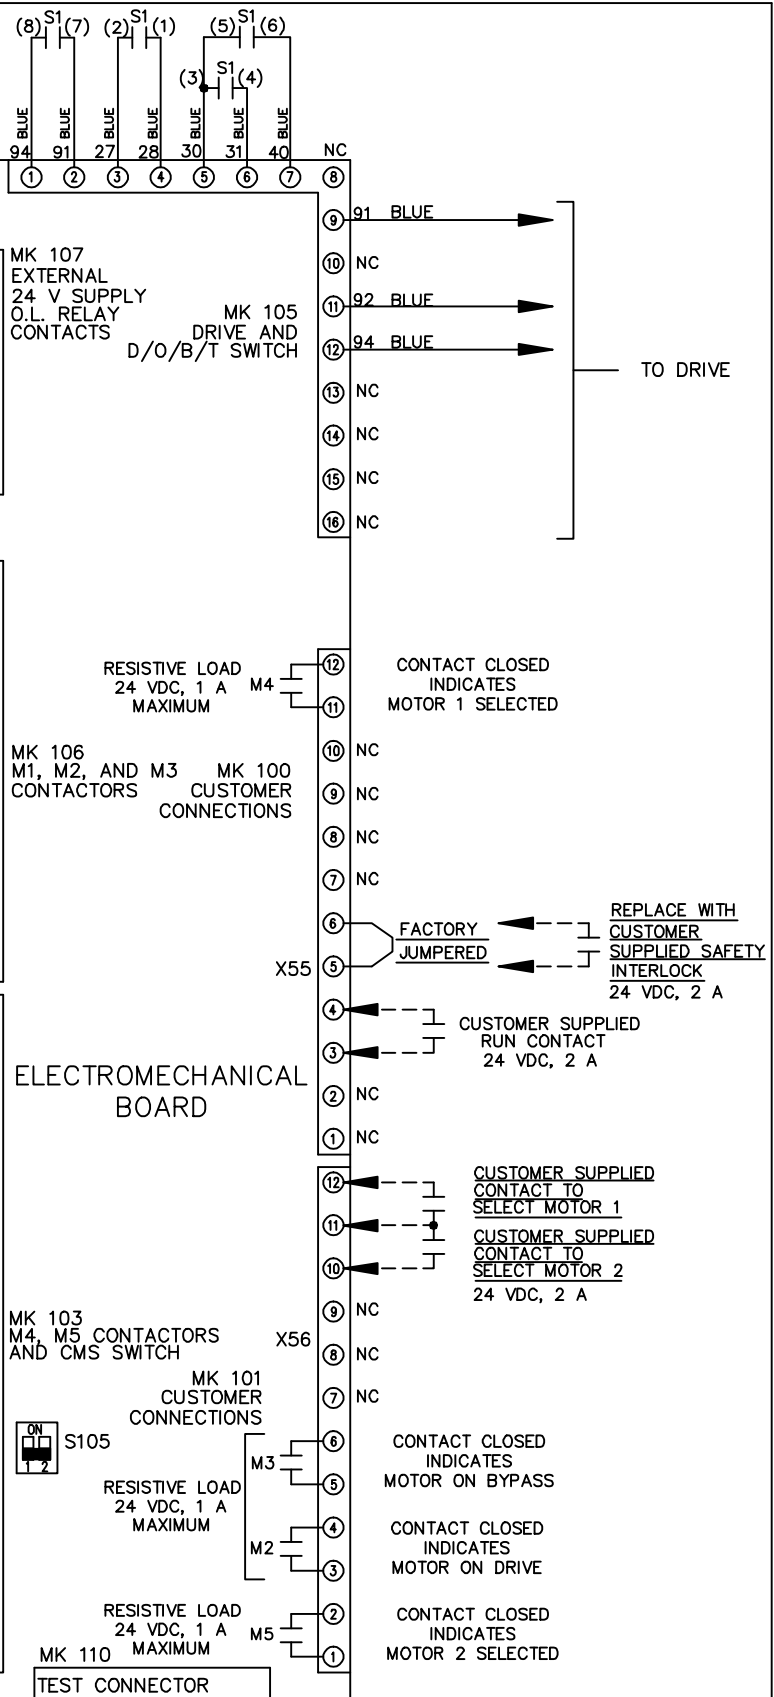 S1 S1 S1
(8) (7) (2) (1) (5) (6)
S1
(3) (4)
BLUE BLUE BLUE BLUE BLUE BLUE BLUE
94 91 27 28 30 31 40 NC
1 2 3 4 5 6 7 8
9 91 BLUE
MK 107
EXTERNAL
24 V SUPPLY
O.L. RELAY
CONTACTS
10 NC
MK 105
DRIVE AND
D/O/B/T SWITCH
11 92 BLUE
12 94 BLUE
TO DRIVE
13 NC
14 NC
15 NC
16 NC
RESISTIVE LOAD
24 VDC, 1 A
MAXIMUM
M4
12
11
CONTACT CLOSED
INDICATES
MOTOR 1 SELECTED
MK 106
M1, M2, AND M3
CONTACTORS
MK 100
CUSTOMER
CONNECTIONS
10 NC
9 NC
8 NC
7 NC
6
X55 5
FACTORY
JUMPERED
REPLACE WITH
CUSTOMER
SUPPLIED SAFETY
INTERLOCK
24 VDC, 2 A
4
3
CUSTOMER SUPPLIED
RUN CONTACT
24 VDC, 2 A
ELECTROMECHANICAL
BOARD
2 NC
1 NC
12
11
10
CUSTOMER SUPPLIED
CONTACT TO
SELECT MOTOR 1
CUSTOMER SUPPLIED
CONTACT TO
SELECT MOTOR 2
24 VDC, 2 A
MK 103
M4, M5 CONTACTORS
AND CMS SWITCH
9 NC
X56
8 NC
7 NC
MK 101
CUSTOMER
CONNECTIONS
ON
1 2
S105
M3
6
5
CONTACT CLOSED
INDICATES
MOTOR ON BYPASS
RESISTIVE LOAD
24 VDC, 1 A
MAXIMUM
M2
4
3
CONTACT CLOSED
INDICATES
MOTOR ON DRIVE
RESISTIVE LOAD
24 VDC, 1 A
MAXIMUM
M5
2
1
CONTACT CLOSED
INDICATES
MOTOR 2 SELECTED
MK 110
TEST CONNECTOR